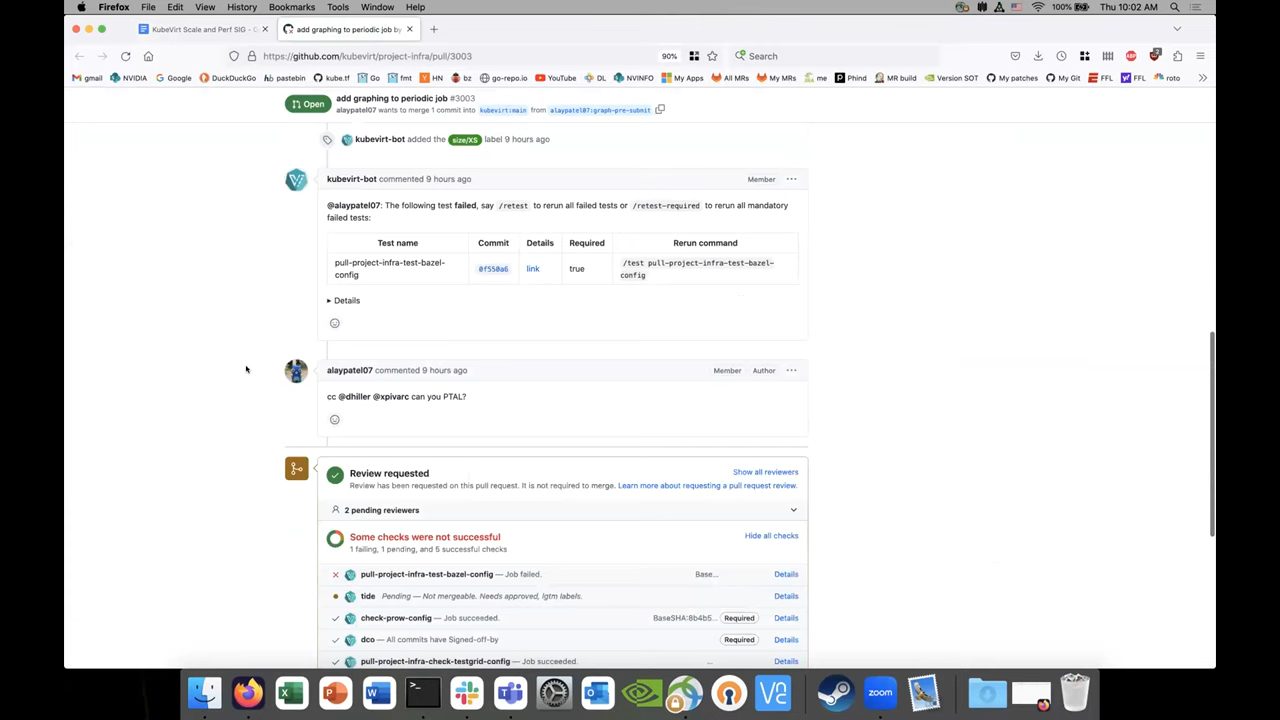 Firefox File Edit View History Bookmarks Tools Window Help 100% Thu 10:02 AM
KubeVirt Scale and Perf SIG - G
add graphing to periodic job by
https://github.com/kubevirt/project-infra/pull/3003 90% Search
gmail NVIDIA Google DuckDuckGo pastebin kube.tf Go fmt HN bz go-repo.io YouTube DL NVINFO My Apps All MRs My MRs me Phind MR build Version SOT My patches My Git FFL FFL roto
Open add graphing to periodic job #3003
alaypatel07 wants to merge 1 commit into kubevirt:main from alaypatel07:graph-pre-submit
kubevirt-bot added the size/XS label 9 hours ago
kubevirt-bot commented 9 hours ago Member
@alaypatel07: The following test failed, say /retest to rerun all failed tests or /retest-required to rerun all mandatory
failed tests:
Test name Commit Details Required Rerun command
pull-project-infra-test-bazel-
config
0f550a6 link true
/test pull-project-infra-test-bazel-
config
Details
alaypatel07 commented 9 hours ago Member Author
cc @dhiller @xpivarc can you PTAL?
Review requested Show all reviewers
Review has been requested on this pull request. It is not required to merge. Learn more about requesting a pull request review.
2 pending reviewers
Some checks were not successful Hide all checks
1 failing, 1 pending, and 5 successful checks
pull-project-infra-test-bazel-config — Job failed. Base... Details
tide Pending — Not mergeable. Needs approved, lgtm labels. Details
check-prow-config — Job succeeded. BaseSHA:8b4b5... Required Details
dco — All commits have Signed-off-by Required Details
pull-project-infra-check-testgrid-config — Job succeeded. ... Details
zoom